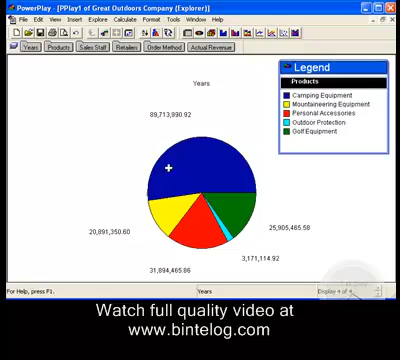 PowerPlay - [PPlay1 of Great Outdoors Company (Explorer)]
File Edit View Insert Explore Calculate Format Tools Window Help
Years Products Sales Staff Retailers Order Method Actual Revenue
Legend
Products
Camping Equipment
Mountaineering Equipment
Personal Accessories
Outdoor Protection
Golf Equipment
Years
89,713,990.92
20,891,350.60
25,905,465.58
3,171,114.92
31,894,465.86
For Help, press F1.
Years
Display 4 of 4
Watch full quality video at
www.bintelog.com